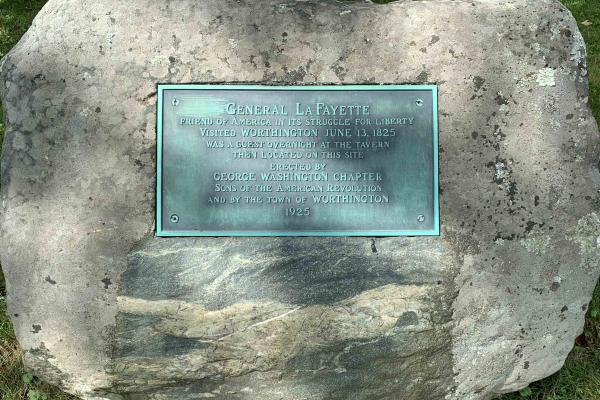 GENERAL LA FAYETTE
FRIEND OF AMERICA IN ITS STRUGGLE FOR LIBERTY
VISITED WORTHINGTON JUNE 13, 1825
WAS A GUEST OVERNIGHT AT THE TAVERN
THEN LOCATED ON THIS SITE
ERECTED BY
GEORGE WASHINGTON CHAPTER
SONS OF THE AMERICAN REVOLUTION
AND BY THE TOWN OF WORTHINGTON
1925